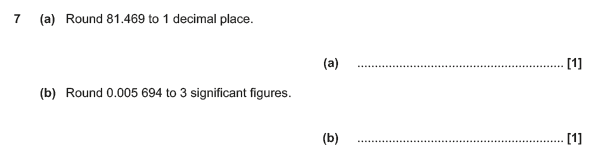 7 (a) Round 81.469 to 1 decimal place.
(a) ............................................................ [1]
(b) Round 0.005 694 to 3 significant figures.
(b) ............................................................ [1]